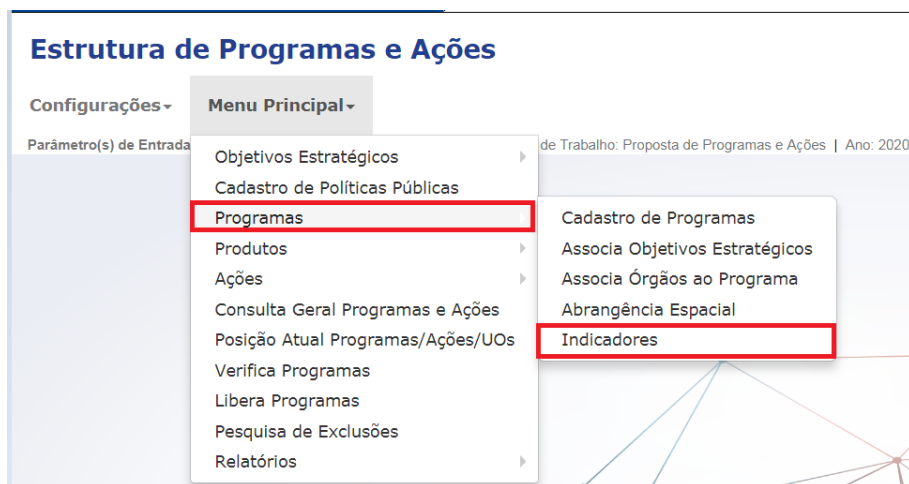 Estrutura de Programas e Ações
Configurações Menu Principal
Parâmetro(s) de Entrada de Trabalho: Proposta de Programas e Ações | Ano: 2020
Objetivos Estratégicos
Cadastro de Políticas Públicas
Programas
Produtos
Ações
Consulta Geral Programas e Ações
Posição Atual Programas/Ações/UOs
Verifica Programas
Libera Programas
Pesquisa de Exclusões
Relatórios
Cadastro de Programas
Associa Objetivos Estratégicos
Associa Órgãos ao Programa
Abrangência Espacial
Indicadores